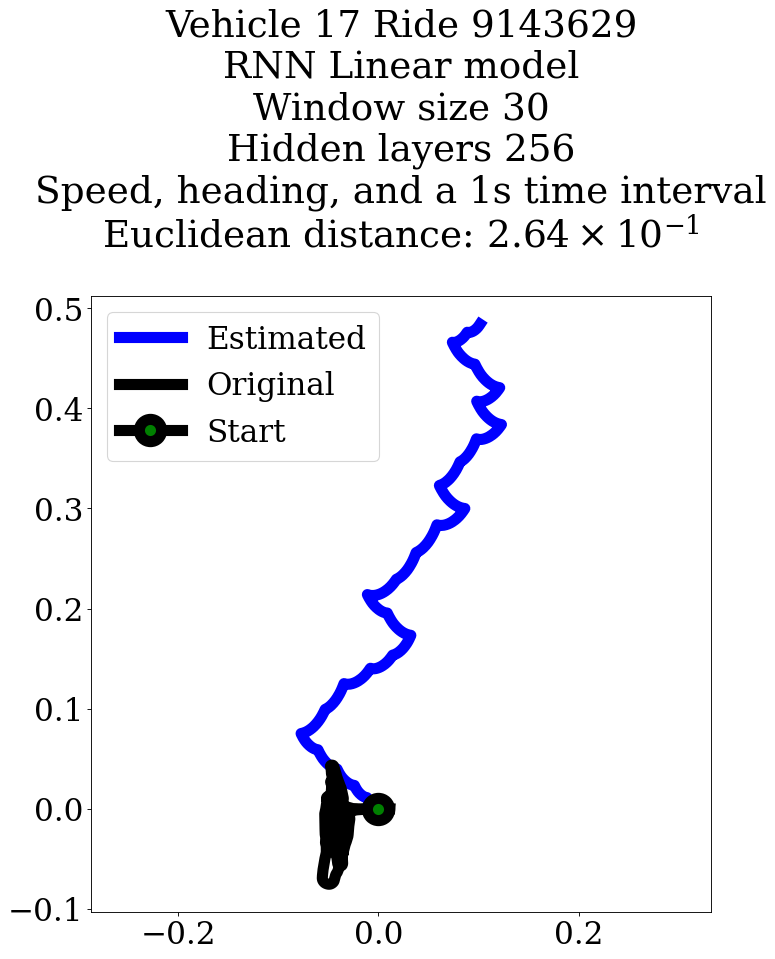 Vehicle 17 Ride 9143629
RNN Linear model
Window size 30
Hidden layers 256
Speed, heading, and a 1s time interval
Euclidean distance: 2.64 × 10⁻¹
Estimated
Original
Start
0.5
0.4
0.3
0.2
0.1
0.0
−0.1
−0.2
0.0
0.2